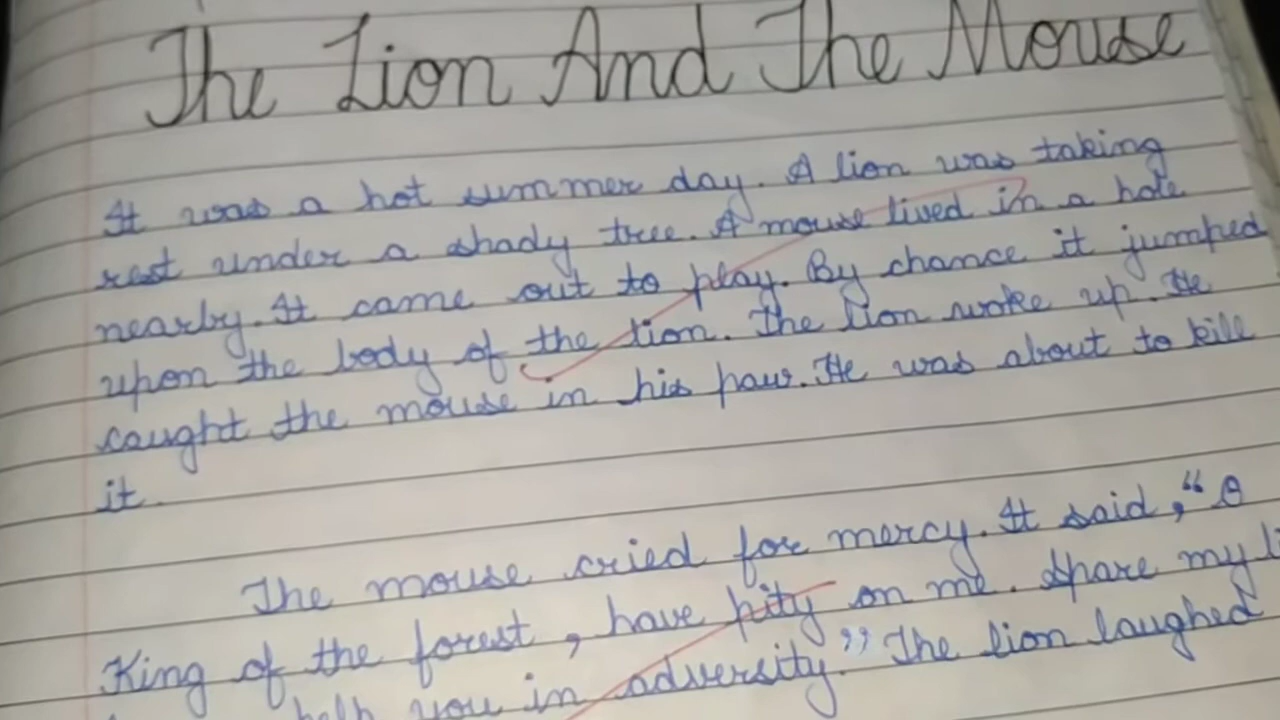 The Lion And The Mouse
It was a hot summer day. A lion was taking
rest under a shady tree. A mouse lived in a hole
nearby. It came out to play. By chance it jumped
upon the body of the lion. The lion woke up. He
caught the mouse in his paw. He was about to kill
it.
The mouse cried for mercy. It said, “O
King of the forest, have pity on me. Spare my
help you in adversity.” The lion laughed